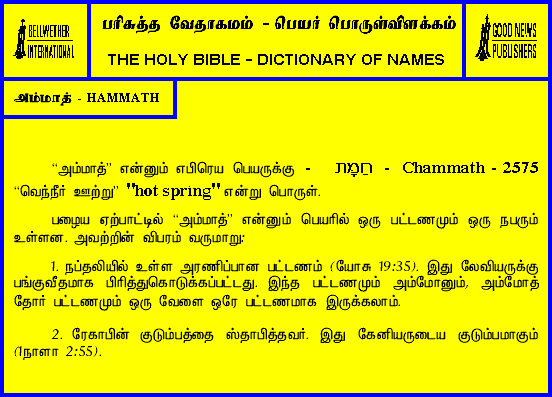 BELLWETHER
INTERNATIONAL
பரிசுத்த வேதாகமம் - பெயர் பொருள்விளக்கம்
THE HOLY BIBLE - DICTIONARY OF NAMES
GOOD NEWS
PUBLISHERS
அம்மாத் - HAMMATH
“அம்மாத்” என்னும் எபிரெய பெயருக்கு - חַמָּת - Chammath - 2575
“வெந்நீர் ஊற்று” "hot spring" என்று பொருள்.
பழைய ஏற்பாட்டில் “அம்மாத்” என்னும் பெயரில் ஒரு பட்டணமும் ஒரு நபரும்
உள்ளன. அவற்றின் விபரம் வருமாறு:
1. நப்தலியில் உள்ள அரணிப்பான பட்டணம் (யோசு 19:35). இது லேவியருக்கு
பங்குவீதமாக பிரித்துகொடுக்கப்பட்டது. இந்த பட்டணமும் அம்மோனும், அம்மோத்
தோர் பட்டணமும் ஒரு வேளை ஒரே பட்டணமாக இருக்கலாம்.
2. ரேகாபின் குடும்பத்தை ஸ்தாபித்தவர். இது கேனியருடைய குடும்பமாகும்
(1நாளா 2:55).